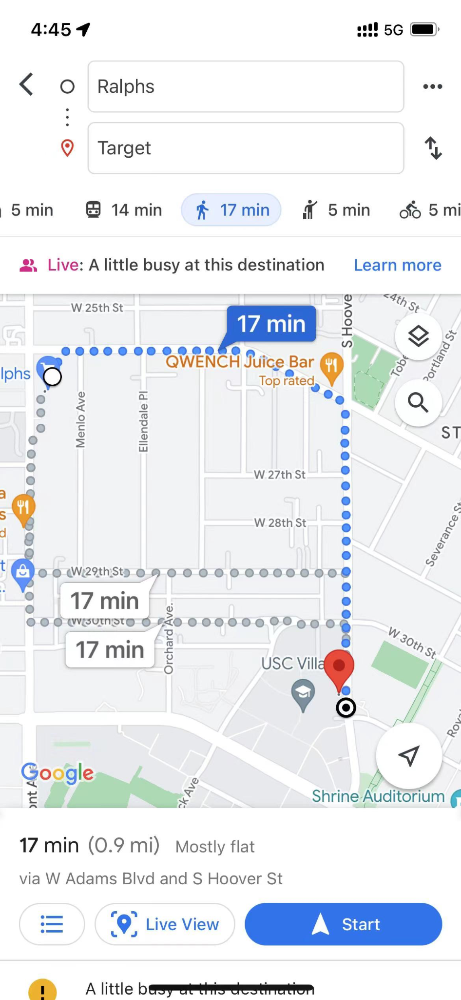 4:45
5G
Ralphs
Target
5 min
14 min
17 min
5 min
5 mi
Live: A little busy at this destination
Learn more
W 25th St
24th St
S Hoove
17 min
Portland St
Tobe
QWENCH Juice Bar
Top rated
lphs
Menlo Ave
Ellendale Pl
ST
W 27th St
a
s
d
W 28th St
Severance St
t
W 29th St
17 min
W 30th St
Orchard Ave.
17 min
W 30th St
USC Villa
Roya
Google
ont A
ck Ave
Shrine Auditorium
17 min (0.9 mi) Mostly flat
via W Adams Blvd and S Hoover St
Live View
Start
A little busy at this destination